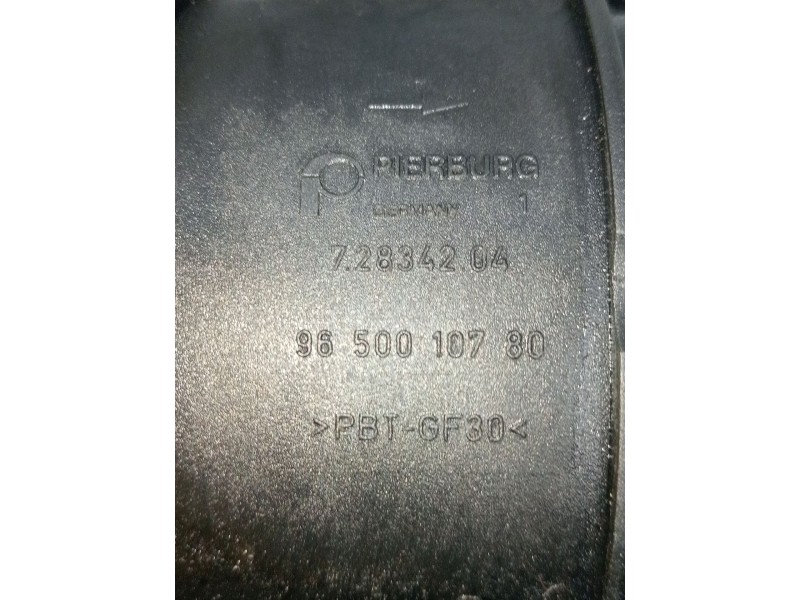 PIERBURG
GERMANY 1
7.28342.04
96 500 107 80
>PBT-GF30<